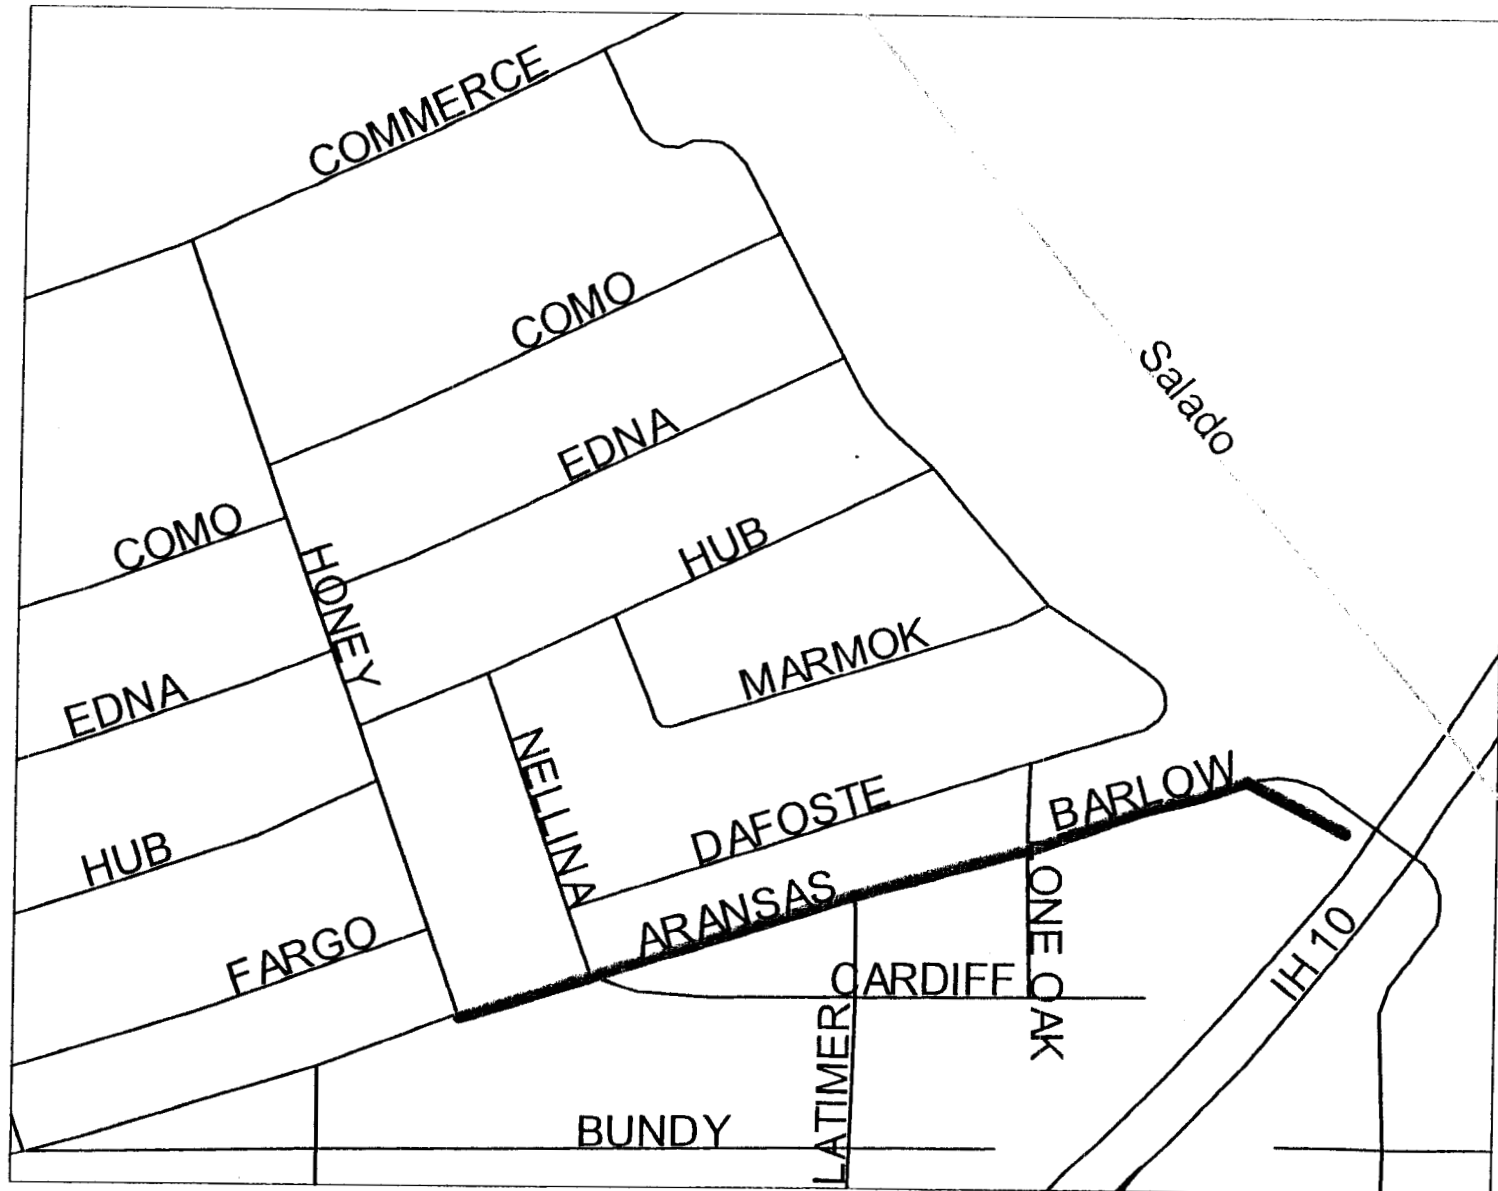 COMMERCE
COMO
Salado
EDNA
COMO
HUB
HONEY
MARMOK
EDNA
NELLINA
BARLOW
DAFOSTE
HUB
ARANSAS
LONE OAK
FARGO
IH 10
CARDIFF
LATIMER
BUNDY